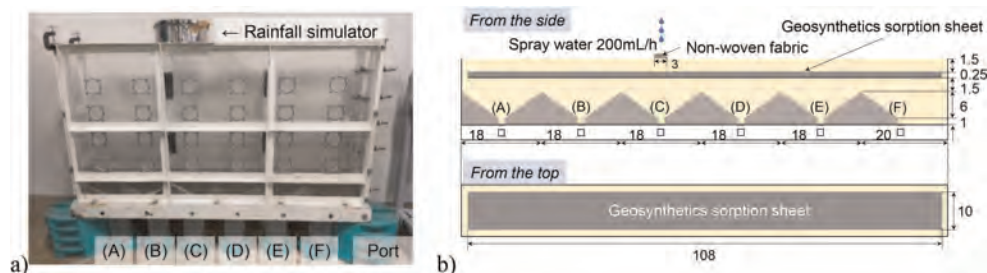 ← Rainfall simulator
(A) (B) (C) (D) (E) (F) Port
a)
From the side
Geosynthetics sorption sheet
Spray water 200mL/h
Non-woven fabric
3
1.5
0.25
1.5
6
1
(A) (B) (C) (D) (E) (F)
18 18 18 18 18 20
From the top
Geosynthetics sorption sheet
10
108
b)